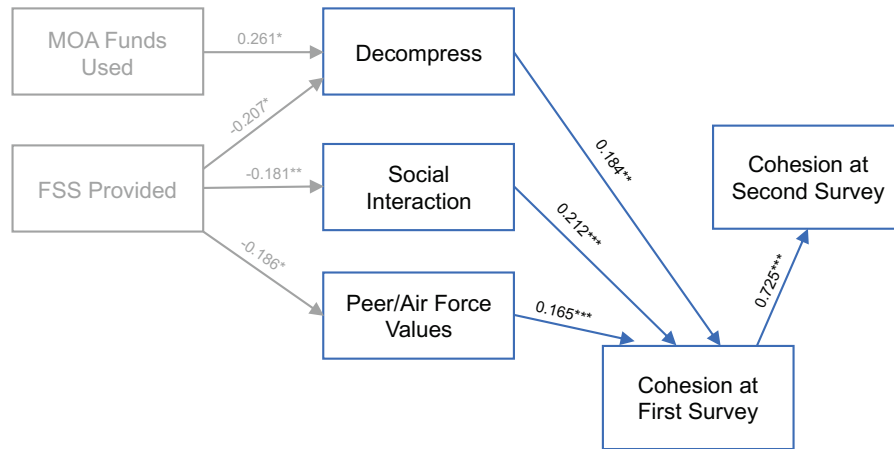 MOA Funds
Used
0.261*
Decompress
-0.207*
FSS Provided
-0.181**
Social
Interaction
-0.186*
Peer/Air Force
Values
0.184**
0.212***
0.165***
Cohesion at
First Survey
0.725***
Cohesion at
Second Survey